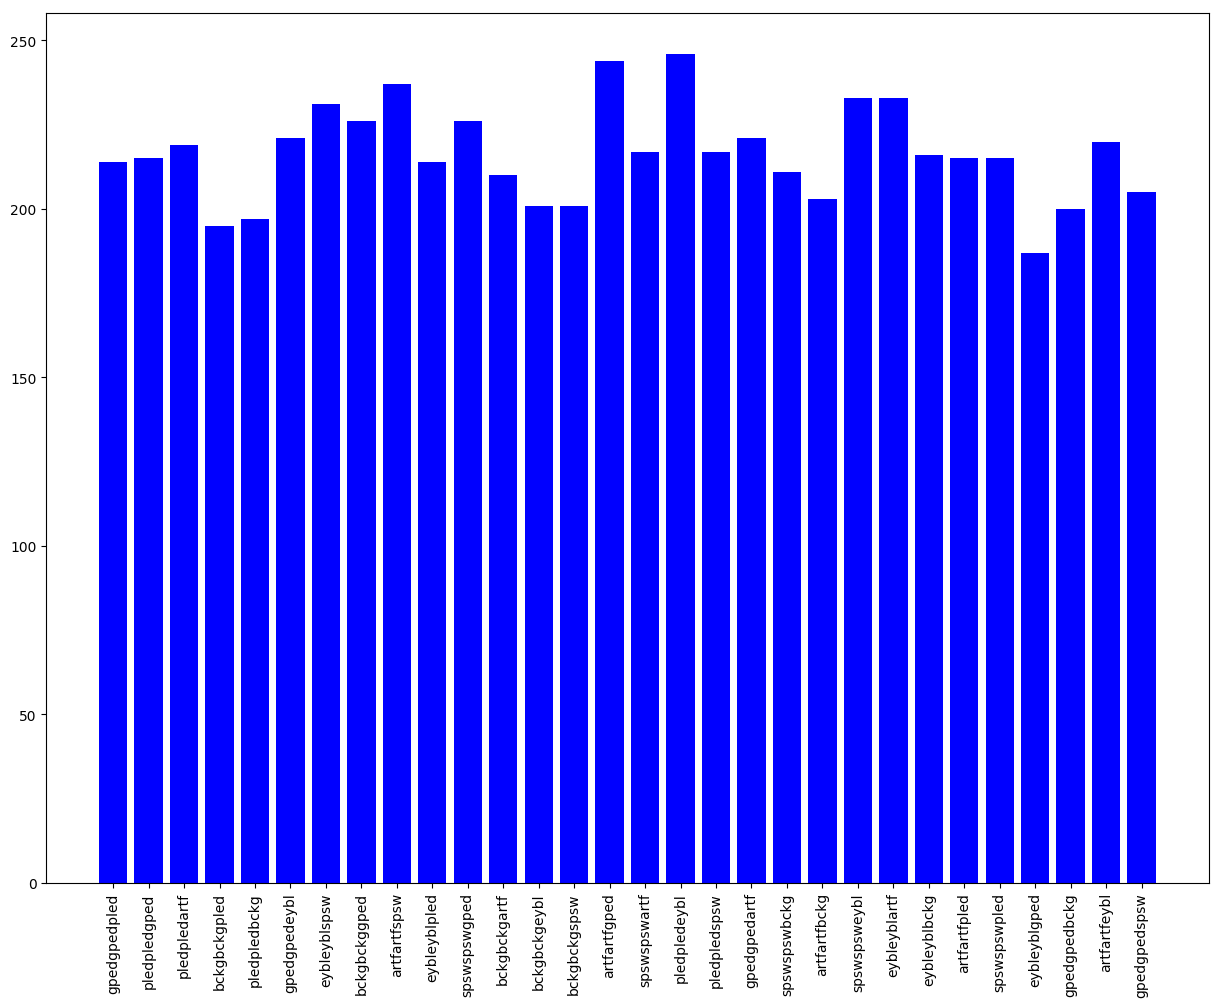 250
200
150
100
50
0
gpedgpedpled
pledpledgped
pledpledartf
bckgbckgpled
pledpledbckg
gpedgpedeybl
eybleyblspsw
bckgbckggped
artfartfspsw
eybleyblpled
spswspswgped
bckgbckgartf
bckgbckgeybl
bckgbckgspsw
artfartfgped
spswspswartf
pledpledeybl
pledpledspsw
gpedgpedartf
spswspswbckg
artfartfbckg
spswspsweybl
eybleyblartf
eybleyblbckg
artfartfpled
spswspswpled
eybleyblgped
gpedgpedbckg
artfartfeybl
gpedgpedspsw